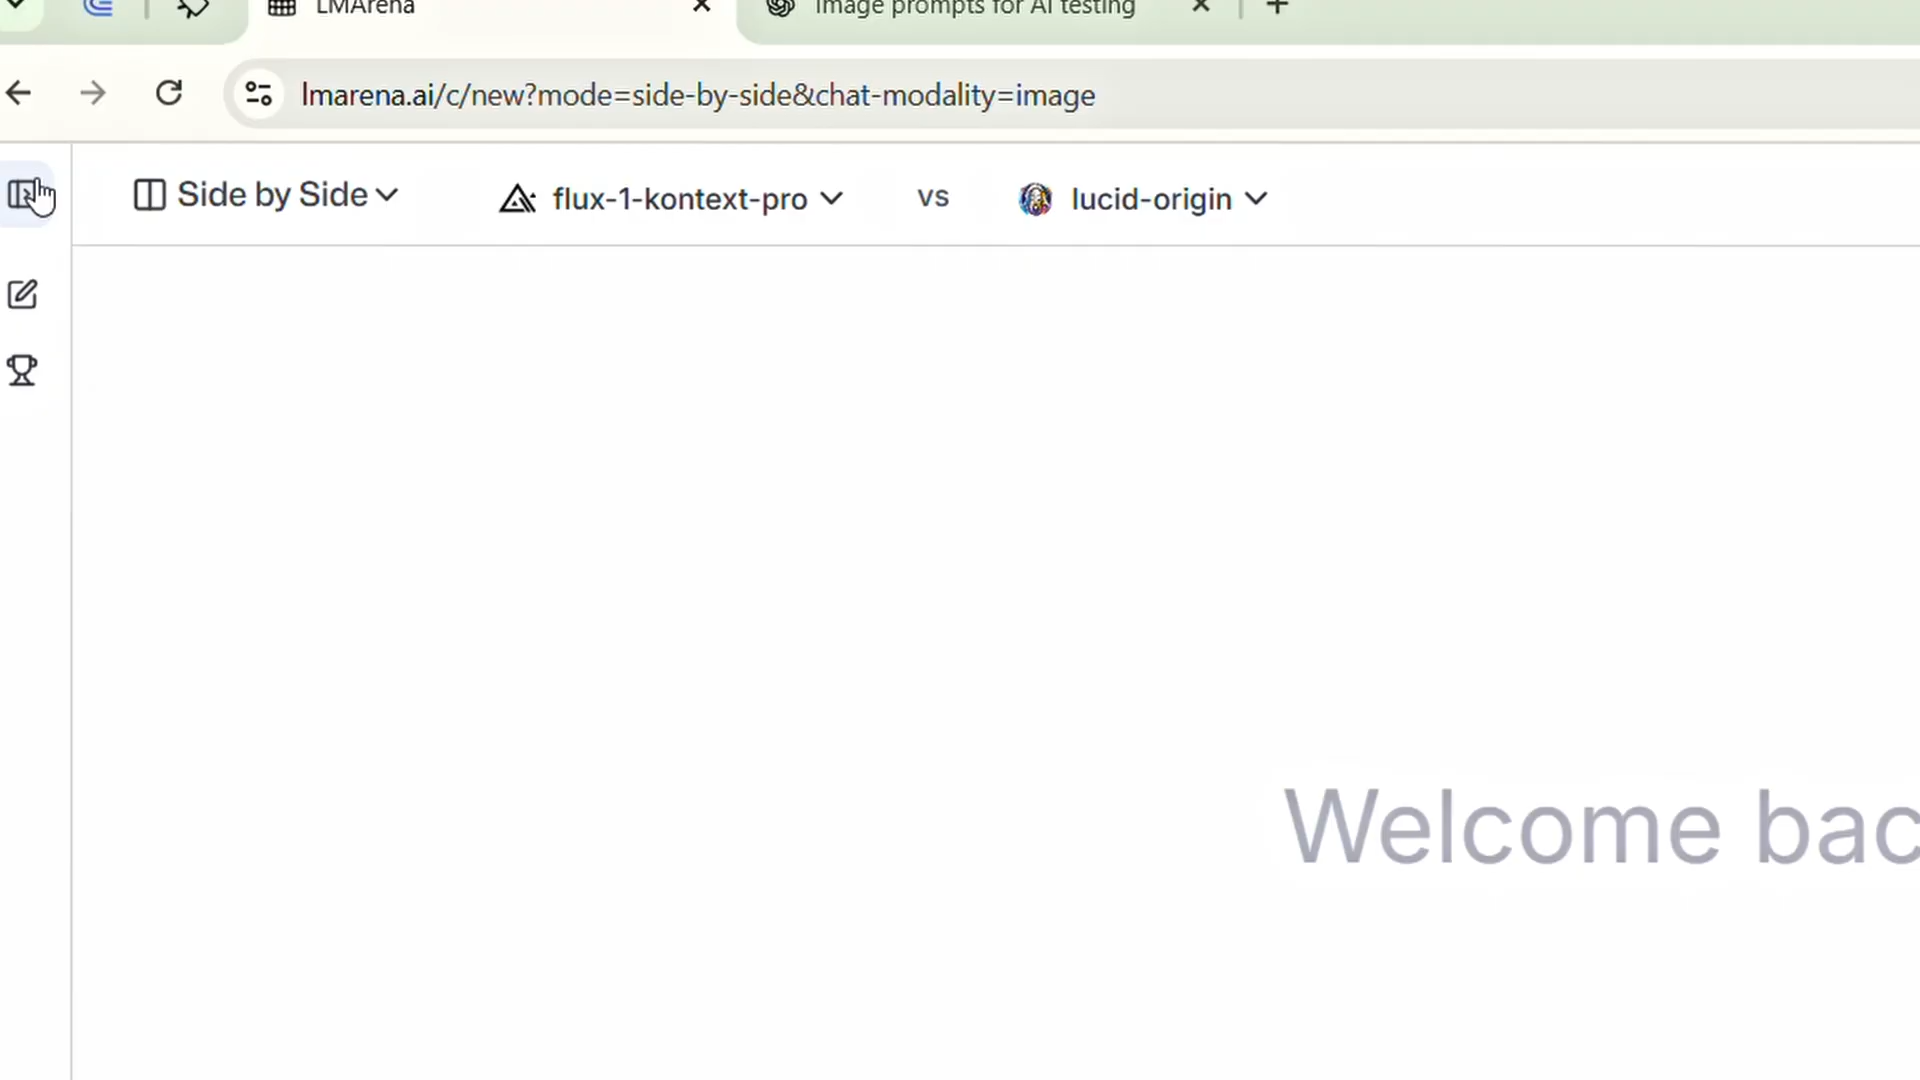 LMArena
Image prompts for AI testing
lmarena.ai/c/new?mode=side-by-side&chat-modality=image
Side by Side
flux-1-kontext-pro
vs
lucid-origin
Welcome bac